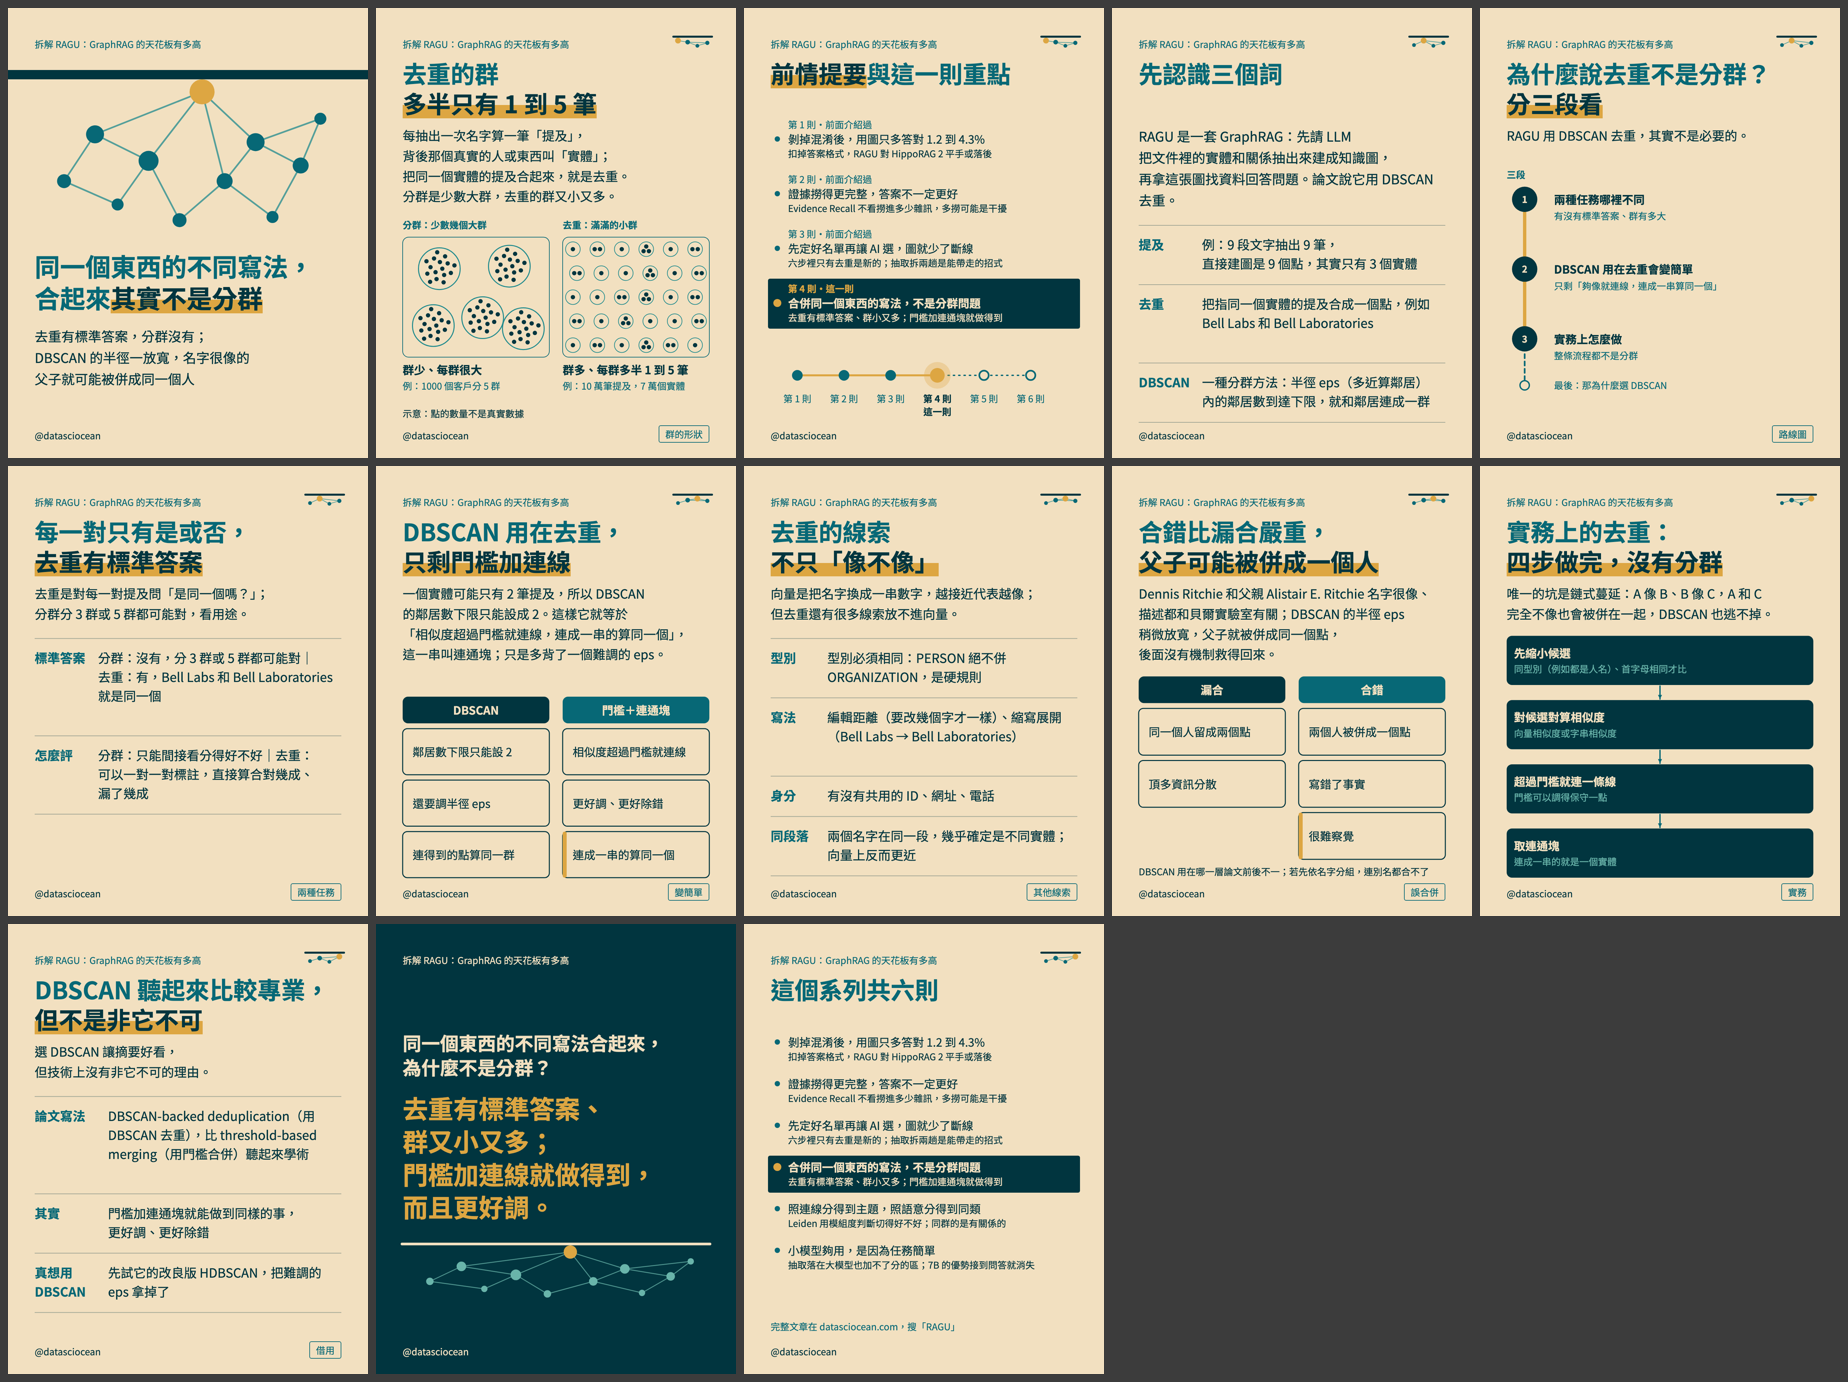 拆解 RAGU：GraphRAG 的天花板有多高
同一個東西的不同寫法，
合起來其實不是分群
去重有標準答案，分群沒有；
DBSCAN 的半徑一放寬，名字很像的
父子就可能被併成同一個人
@datasciocean
拆解 RAGU：GraphRAG 的天花板有多高
去重的群
多半只有 1 到 5 筆
每抽出一次名字算一筆「提及」，
背後那個真實的人或東西叫「實體」；
把同一個實體的提及合起來，就是去重。
分群是少數大群，去重的群又小又多。
分群：少數幾個大群
去重：滿滿的小群
群少、每群很大
例：1000 個客戶分 5 群
群多、每群多半 1 到 5 筆
例：10 萬筆提及，7 萬個實體
示意：點的數量不是真實數據
@datasciocean
群的形狀
拆解 RAGU：GraphRAG 的天花板有多高
前情提要與這一則重點
第 1 則・前面介紹過
剝掉混淆後，用圖只多答對 1.2 到 4.3%
扣掉答案格式，RAGU 對 HippoRAG 2 平手或落後
第 2 則・前面介紹過
證據撈得更完整，答案不一定更好
Evidence Recall 不看撈進多少雜訊，多撈可能是干擾
第 3 則・前面介紹過
先定好名單再讓 AI 選，圖就少了斷線
六步裡只有去重是新的；抽取拆兩趟是能帶走的招式
第 4 則・這一則
合併同一個東西的寫法，不是分群問題
去重有標準答案、群小又多；門檻加連通塊就做得到
第 1 則
第 2 則
第 3 則
第 4 則
這一則
第 5 則
第 6 則
@datasciocean
拆解 RAGU：GraphRAG 的天花板有多高
先認識三個詞
RAGU 是一套 GraphRAG：先請 LLM
把文件裡的實體和關係抽出來建成知識圖，
再拿這張圖找資料回答問題。論文說它用 DBSCAN
去重。
提及
例：9 段文字抽出 9 筆，
直接建圖是 9 個點，其實只有 3 個實體
去重
把指同一個實體的提及合成一個點，例如
Bell Labs 和 Bell Laboratories
DBSCAN
一種分群方法：半徑 eps（多近算鄰居）
內的鄰居數到達下限，就和鄰居連成一群
@datasciocean
拆解 RAGU：GraphRAG 的天花板有多高
為什麼說去重不是分群？
分三段看
RAGU 用 DBSCAN 去重，其實不是必要的。
三段
1
兩種任務哪裡不同
有沒有標準答案、群有多大
2
DBSCAN 用在去重會變簡單
只剩「夠像就連線，連成一串算同一個」
3
實務上怎麼做
整條流程都不是分群
最後：那為什麼選 DBSCAN
@datasciocean
路線圖
拆解 RAGU：GraphRAG 的天花板有多高
每一對只有是或否，
去重有標準答案
去重是對每一對提及問「是同一個嗎？」；
分群分 3 群或 5 群都可能對，看用途。
標準答案
分群：沒有，分 3 群或 5 群都可能對｜
去重：有，Bell Labs 和 Bell Laboratories
就是同一個
怎麼評
分群：只能間接看分得好不好｜去重：
可以一對一對標註，直接算合對幾成、
漏了幾成
@datasciocean
兩種任務
拆解 RAGU：GraphRAG 的天花板有多高
DBSCAN 用在去重，
只剩門檻加連線
一個實體可能只有 2 筆提及，所以 DBSCAN
的鄰居數下限只能設成 2。這樣它就等於
「相似度超過門檻就連線，連成一串的算同一個」，
這一串叫連通塊；只是多背了一個難調的 eps。
DBSCAN
門檻＋連通塊
鄰居數下限只能設 2
相似度超過門檻就連線
還要調半徑 eps
更好調、更好除錯
連得到的點算同一群
連成一串的算同一個
@datasciocean
變簡單
拆解 RAGU：GraphRAG 的天花板有多高
去重的線索
不只「像不像」
向量是把名字換成一串數字，越接近代表越像；
但去重還有很多線索放不進向量。
型別
型別必須相同：PERSON 絕不併
ORGANIZATION，是硬規則
寫法
編輯距離（要改幾個字才一樣）、縮寫展開
（Bell Labs → Bell Laboratories）
身分
有沒有共用的 ID、網址、電話
同段落
兩個名字在同一段，幾乎確定是不同實體；
向量上反而更近
@datasciocean
其他線索
拆解 RAGU：GraphRAG 的天花板有多高
合錯比漏合嚴重，
父子可能被併成一個人
Dennis Ritchie 和父親 Alistair E. Ritchie 名字很像、
描述都和貝爾實驗室有關；DBSCAN 的半徑 eps
稍微放寬，父子就被併成同一個點，
後面沒有機制救得回來。
漏合
合錯
同一個人留成兩個點
兩個人被併成一個點
頂多資訊分散
寫錯了事實
很難察覺
DBSCAN 用在哪一層論文前後不一；若先依名字分組，連別名都合不了
@datasciocean
誤合併
拆解 RAGU：GraphRAG 的天花板有多高
實務上的去重：
四步做完，沒有分群
唯一的坑是鏈式蔓延：A 像 B、B 像 C，A 和 C
完全不像也會被併在一起，DBSCAN 也逃不掉。
先縮小候選
同型別（例如都是人名）、首字母相同才比
對候選對算相似度
向量相似度或字串相似度
超過門檻就連一條線
門檻可以調得保守一點
取連通塊
連成一串的就是一個實體
@datasciocean
實務
拆解 RAGU：GraphRAG 的天花板有多高
DBSCAN 聽起來比較專業，
但不是非它不可
選 DBSCAN 讓摘要好看，
但技術上沒有非它不可的理由。
論文寫法
DBSCAN-backed deduplication（用
DBSCAN 去重），比 threshold-based
merging（用門檻合併）聽起來學術
其實
門檻加連通塊就能做到同樣的事，
更好調、更好除錯
真想用
DBSCAN
先試它的改良版 HDBSCAN，把難調的
eps 拿掉了
@datasciocean
借用
拆解 RAGU：GraphRAG 的天花板有多高
同一個東西的不同寫法合起來，
為什麼不是分群？
去重有標準答案、
群又小又多；
門檻加連線就做得到，
而且更好調。
@datasciocean
拆解 RAGU：GraphRAG 的天花板有多高
這個系列共六則
剝掉混淆後，用圖只多答對 1.2 到 4.3%
扣掉答案格式，RAGU 對 HippoRAG 2 平手或落後
證據撈得更完整，答案不一定更好
Evidence Recall 不看撈進多少雜訊，多撈可能是干擾
先定好名單再讓 AI 選，圖就少了斷線
六步裡只有去重是新的；抽取拆兩趟是能帶走的招式
合併同一個東西的寫法，不是分群問題
去重有標準答案、群小又多；門檻加連通塊就做得到
照連線分得到主題，照語意分得到同類
Leiden 用模組度判斷切得好不好；同群的是有關係的
小模型夠用，是因為任務簡單
抽取落在大模型也加不了分的區；7B 的優勢接到問答就消失
完整文章在 datasciocean.com，搜「RAGU」
@datasciocean